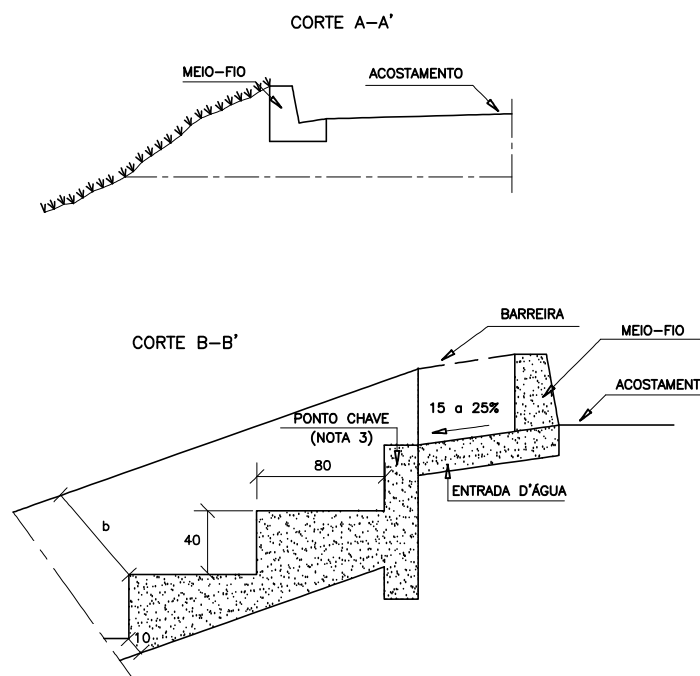 CORTE A-A'
MEIO-FIO
ACOSTAMENTO
BARREIRA
CORTE B-B'
MEIO-FIO
ACOSTAMENT
15 a 25%
PONTO CHAVE
(NOTA 3)
80
ENTRADA D'ÁGUA
b
40
10